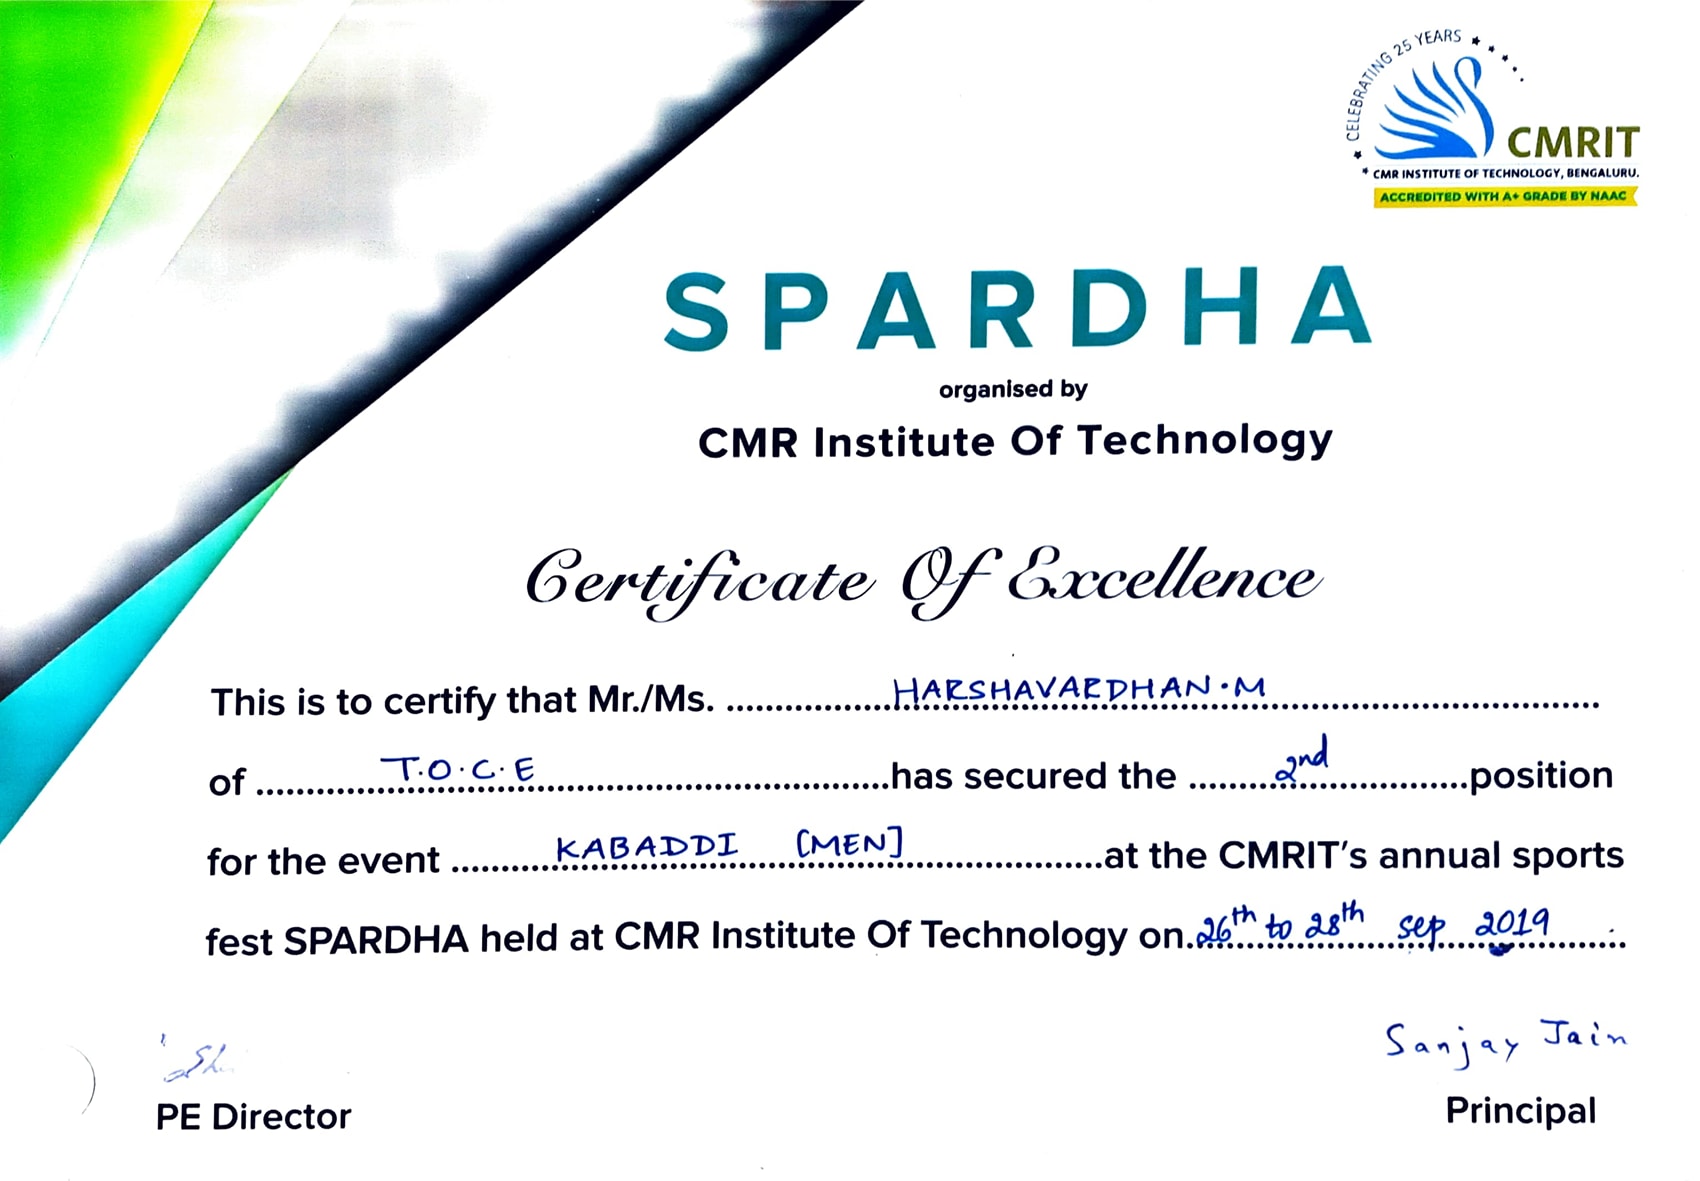 CELEBRATING 25 YEARS
CMRIT
CMR INSTITUTE OF TECHNOLOGY, BENGALURU.
ACCREDITED WITH A+ GRADE BY NAAC
SPARDHA
organised by
CMR Institute Of Technology
Certificate Of Excellence
This is to certify that Mr./Ms. HARSHAVARDHAN.M
of T.O.C.E has secured the 2nd position
for the event KABADDI [MEN] at the CMRIT's annual sports
fest SPARDHA held at CMR Institute Of Technology on 26th to 28th sep 2019
Sanjay Jain
PE Director
Principal